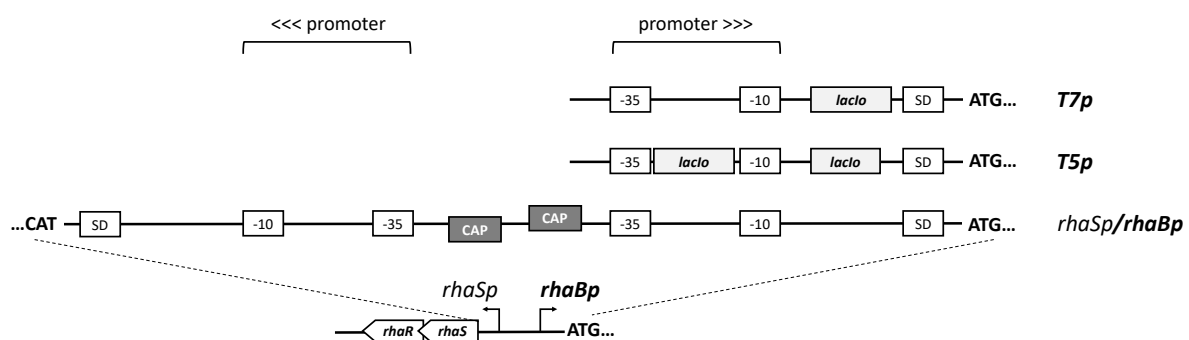 <<< promoter promoter >>>
-35 -10 lacIo SD ATG... T7p
-35 lacIo -10 lacIo SD ATG... T5p
...CAT SD -10 -35 CAP CAP -35 -10 SD ATG... rhaSp/rhaBp
rhaSp rhaBp
rhaR rhaS ATG...